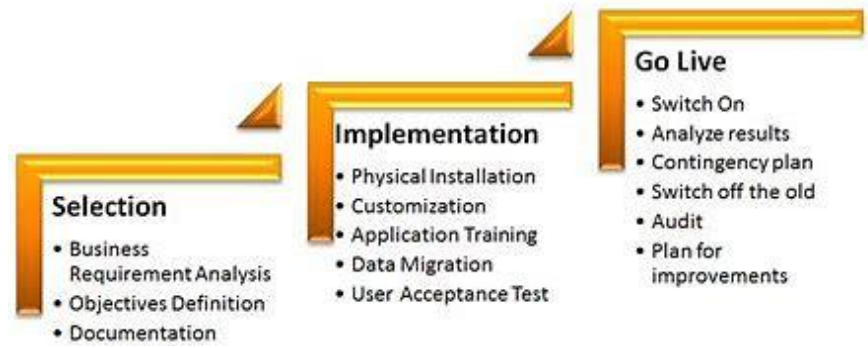 Selection
• Business
Requirement Analysis
• Objectives Definition
• Documentation
Implementation
• Physical Installation
• Customization
• Application Training
• Data Migration
• User Acceptance Test
Go Live
• Switch On
• Analyze results
• Contingency plan
• Switch off the old
• Audit
• Plan for
improvements